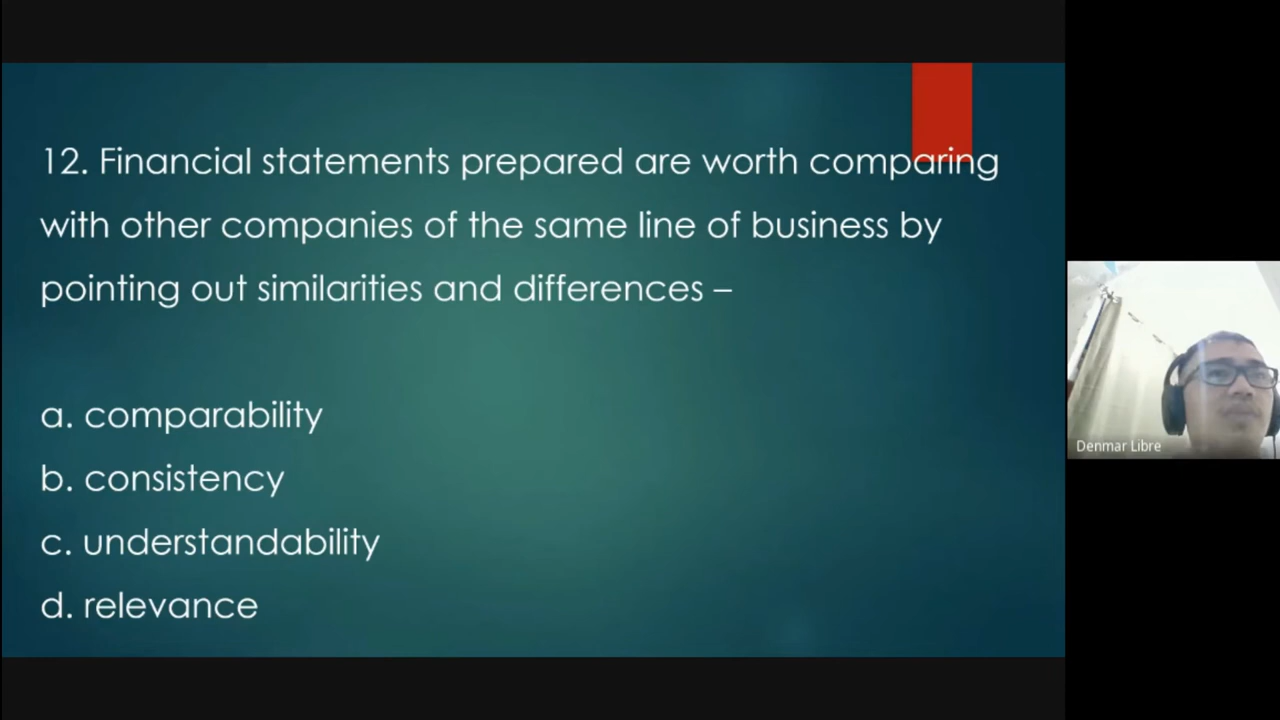 12. Financial statements prepared are worth comparing
with other companies of the same line of business by
pointing out similarities and differences –
a. comparability
b. consistency
c. understandability
d. relevance
Denmar Libre